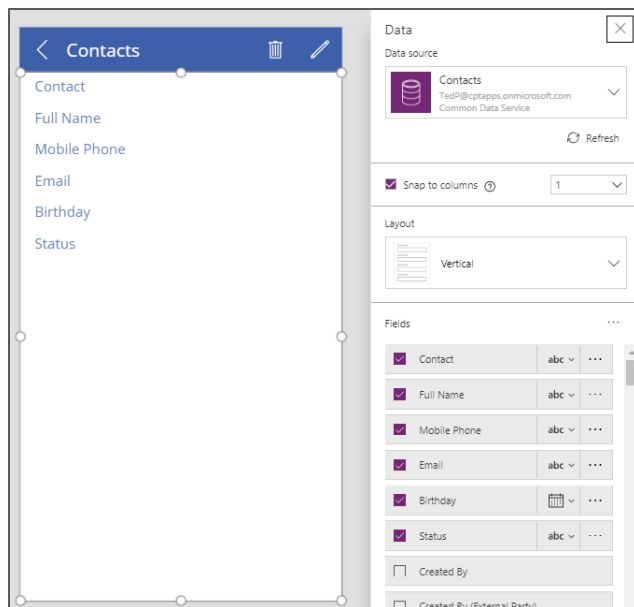 Contacts
Contact
Full Name
Mobile Phone
Email
Birthday
Status
Data
Data source
Contacts
TedP@cptapps.onmicrosoft.com
Common Data Service
Refresh
Snap to columns
1
Layout
Vertical
Fields
Contact abc
Full Name abc
Mobile Phone abc
Email abc
Birthday
Status abc
Created By
Created By (External Party)